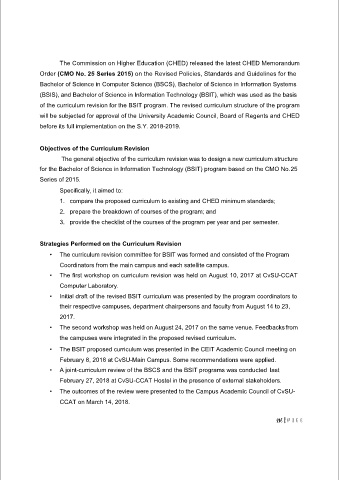 The Commission on Higher Education (CHED) released the latest CHED Memorandum
Order (CMO No. 25 Series 2015) on the Revised Policies, Standards and Guidelines for the
Bachelor of Science in Computer Science (BSCS), Bachelor of Science in Information Systems
(BSIS), and Bachelor of Science in Information Technology (BSIT), which was used as the basis
of the curriculum revision for the BSIT program. The revised curriculum structure of the program
will be subjected for approval of the University Academic Council, Board of Regents and CHED
before its full implementation on the S.Y. 2018-2019.
Objectives of the Curriculum Revision
The general objective of the curriculum revision was to design a new curriculum structure
for the Bachelor of Science in Information Technology (BSIT) program based on the CMO No.25
Series of 2015.
Specifically, it aimed to:
1. compare the proposed curriculum to existing and CHED minimum standards;
2. prepare the breakdown of courses of the program; and
3. provide the checklist of the courses of the program per year and per semester.
Strategies Performed on the Curriculum Revision
• The curriculum revision committee for BSIT was formed and consisted of the Program
Coordinators from the main campus and each satellite campus.
• The first workshop on curriculum revision was held on August 10, 2017 at CvSU-CCAT
Computer Laboratory.
• Initial draft of the revised BSIT curriculum was presented by the program coordinators to
their respective campuses, department chairpersons and faculty from August 14 to 23,
2017.
• The second workshop was held on August 24, 2017 on the same venue. Feedbacks from
the campuses were integrated in the proposed revised curriculum.
• The BSIT proposed curriculum was presented in the CEIT Academic Council meeting on
February 8, 2018 at CvSU-Main Campus. Some recommendations were applied.
• A joint-curriculum review of the BSCS and the BSIT programs was conducted last
February 27, 2018 at CvSU-CCAT Hostel in the presence of external stakeholders.
• The outcomes of the review were presented to the Campus Academic Council of CvSU-
CCAT on March 14, 2018.